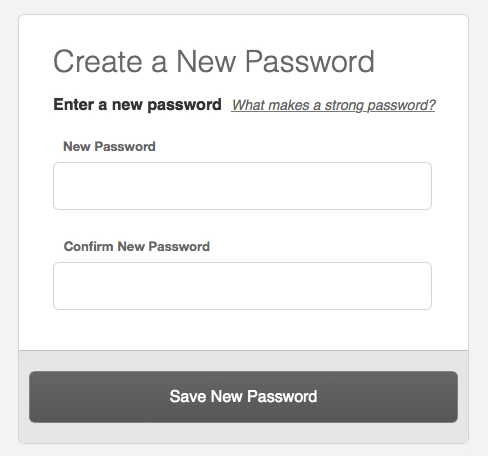 Create a New Password
Enter a new password What makes a strong password?
New Password
Confirm New Password
Save New Password